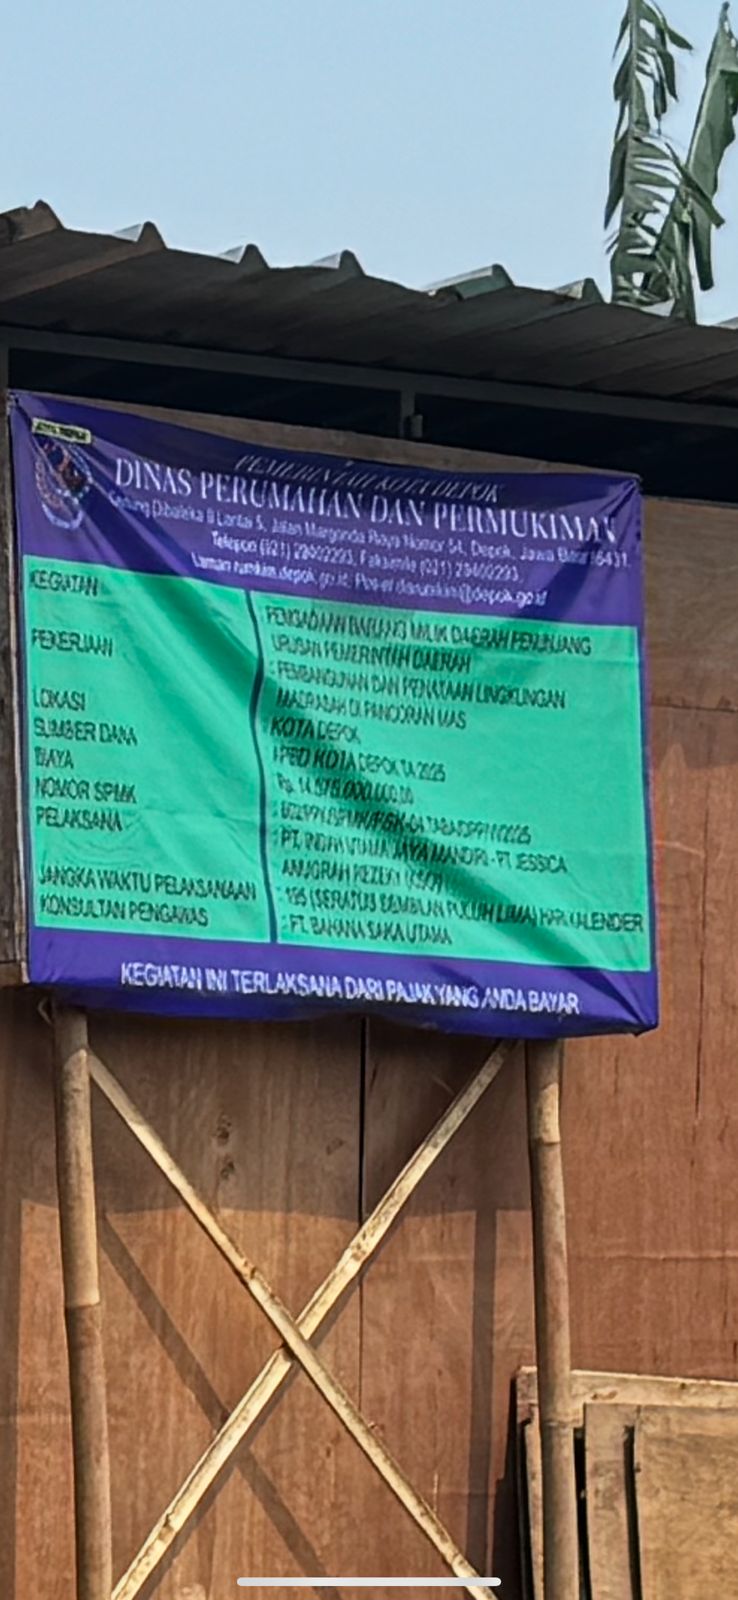 PEMERINTAH KOTA DEPOK
DINAS PERUMAHAN DAN PERMUKIMAN
Gedung Dibaleka II Lantai 5, Jalan Margonda Raya Nomor 54, Depok, Jawa Barat 16431,
Telepon (021) 29402293, Faksimile (021) 29402293,
Laman rumkim.depok.go.id, Pos-el disrumkim@depok.go.id
KEGIATAN
PENGADAAN BARANG MILIK DAERAH PENUNJANG
URUSAN PEMERINTAH DAERAH
PEKERJAAN
: PEMBANGUNAN DAN PENATAAN LINGKUNGAN
MADRASAH DI PANCORAN MAS
LOKASI
KOTA DEPOK
SUMBER DANA
APBD KOTA DEPOK TA 2025
BIAYA
: Rp.
NOMOR SPMK
PELAKSANA
: PT. INDAH UTAMA JAYA MANDIRI - PT JESSICA
ANUGRAH REZEKI (KSO)
JANGKA WAKTU PELAKSANAAN
: 195 (SERATUS SEMBILAN PULUH LIMA) HARI KALENDER
KONSULTAN PENGAWAS
: PT. BAHANA SAKA UTAMA
KEGIATAN INI TERLAKSANA DARI PAJAK YANG ANDA BAYAR